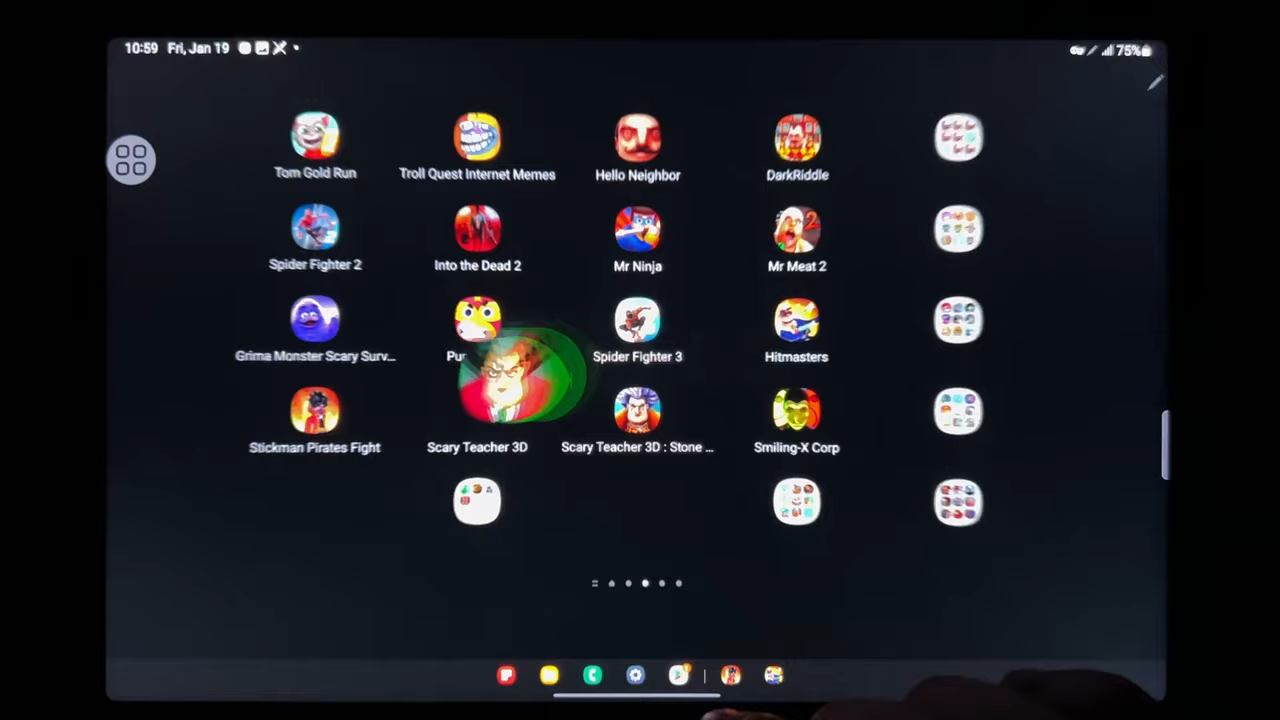 10:59 Fri, Jan 19
75%
Tom Gold Run
Troll Quest Internet Memes
Hello Neighbor
DarkRiddle
Spider Fighter 2
Into the Dead 2
Mr Ninja
Mr Meat 2
Grima Monster Scary Surv...
Spider Fighter 3
Hitmasters
Stickman Pirates Fight
Scary Teacher 3D
Scary Teacher 3D : Stone ...
Smiling-X Corp